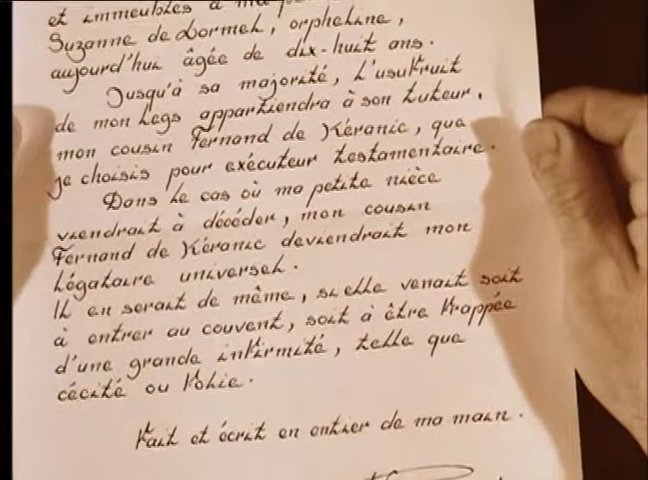 et immeubles à ma
Suzanne de Dormel, orpheline,
aujourd'hui âgée de dix-huit ans.
Jusqu'à sa majorité, l'usufruit
de mon legs appartiendra à son tuteur,
mon cousin Fernand de Kéranic, que
je choisis pour exécuteur testamentaire.
Dans le cas où ma petite nièce
viendrait à décéder, mon cousin
Fernand de Kéranic deviendrait mon
légataire universel.
Il en serait de même, si elle venait soit
à entrer au couvent, soit à être frappée
d'une grande infirmité, telle que
cécité ou folie.
Fait et écrit en entier de ma main.